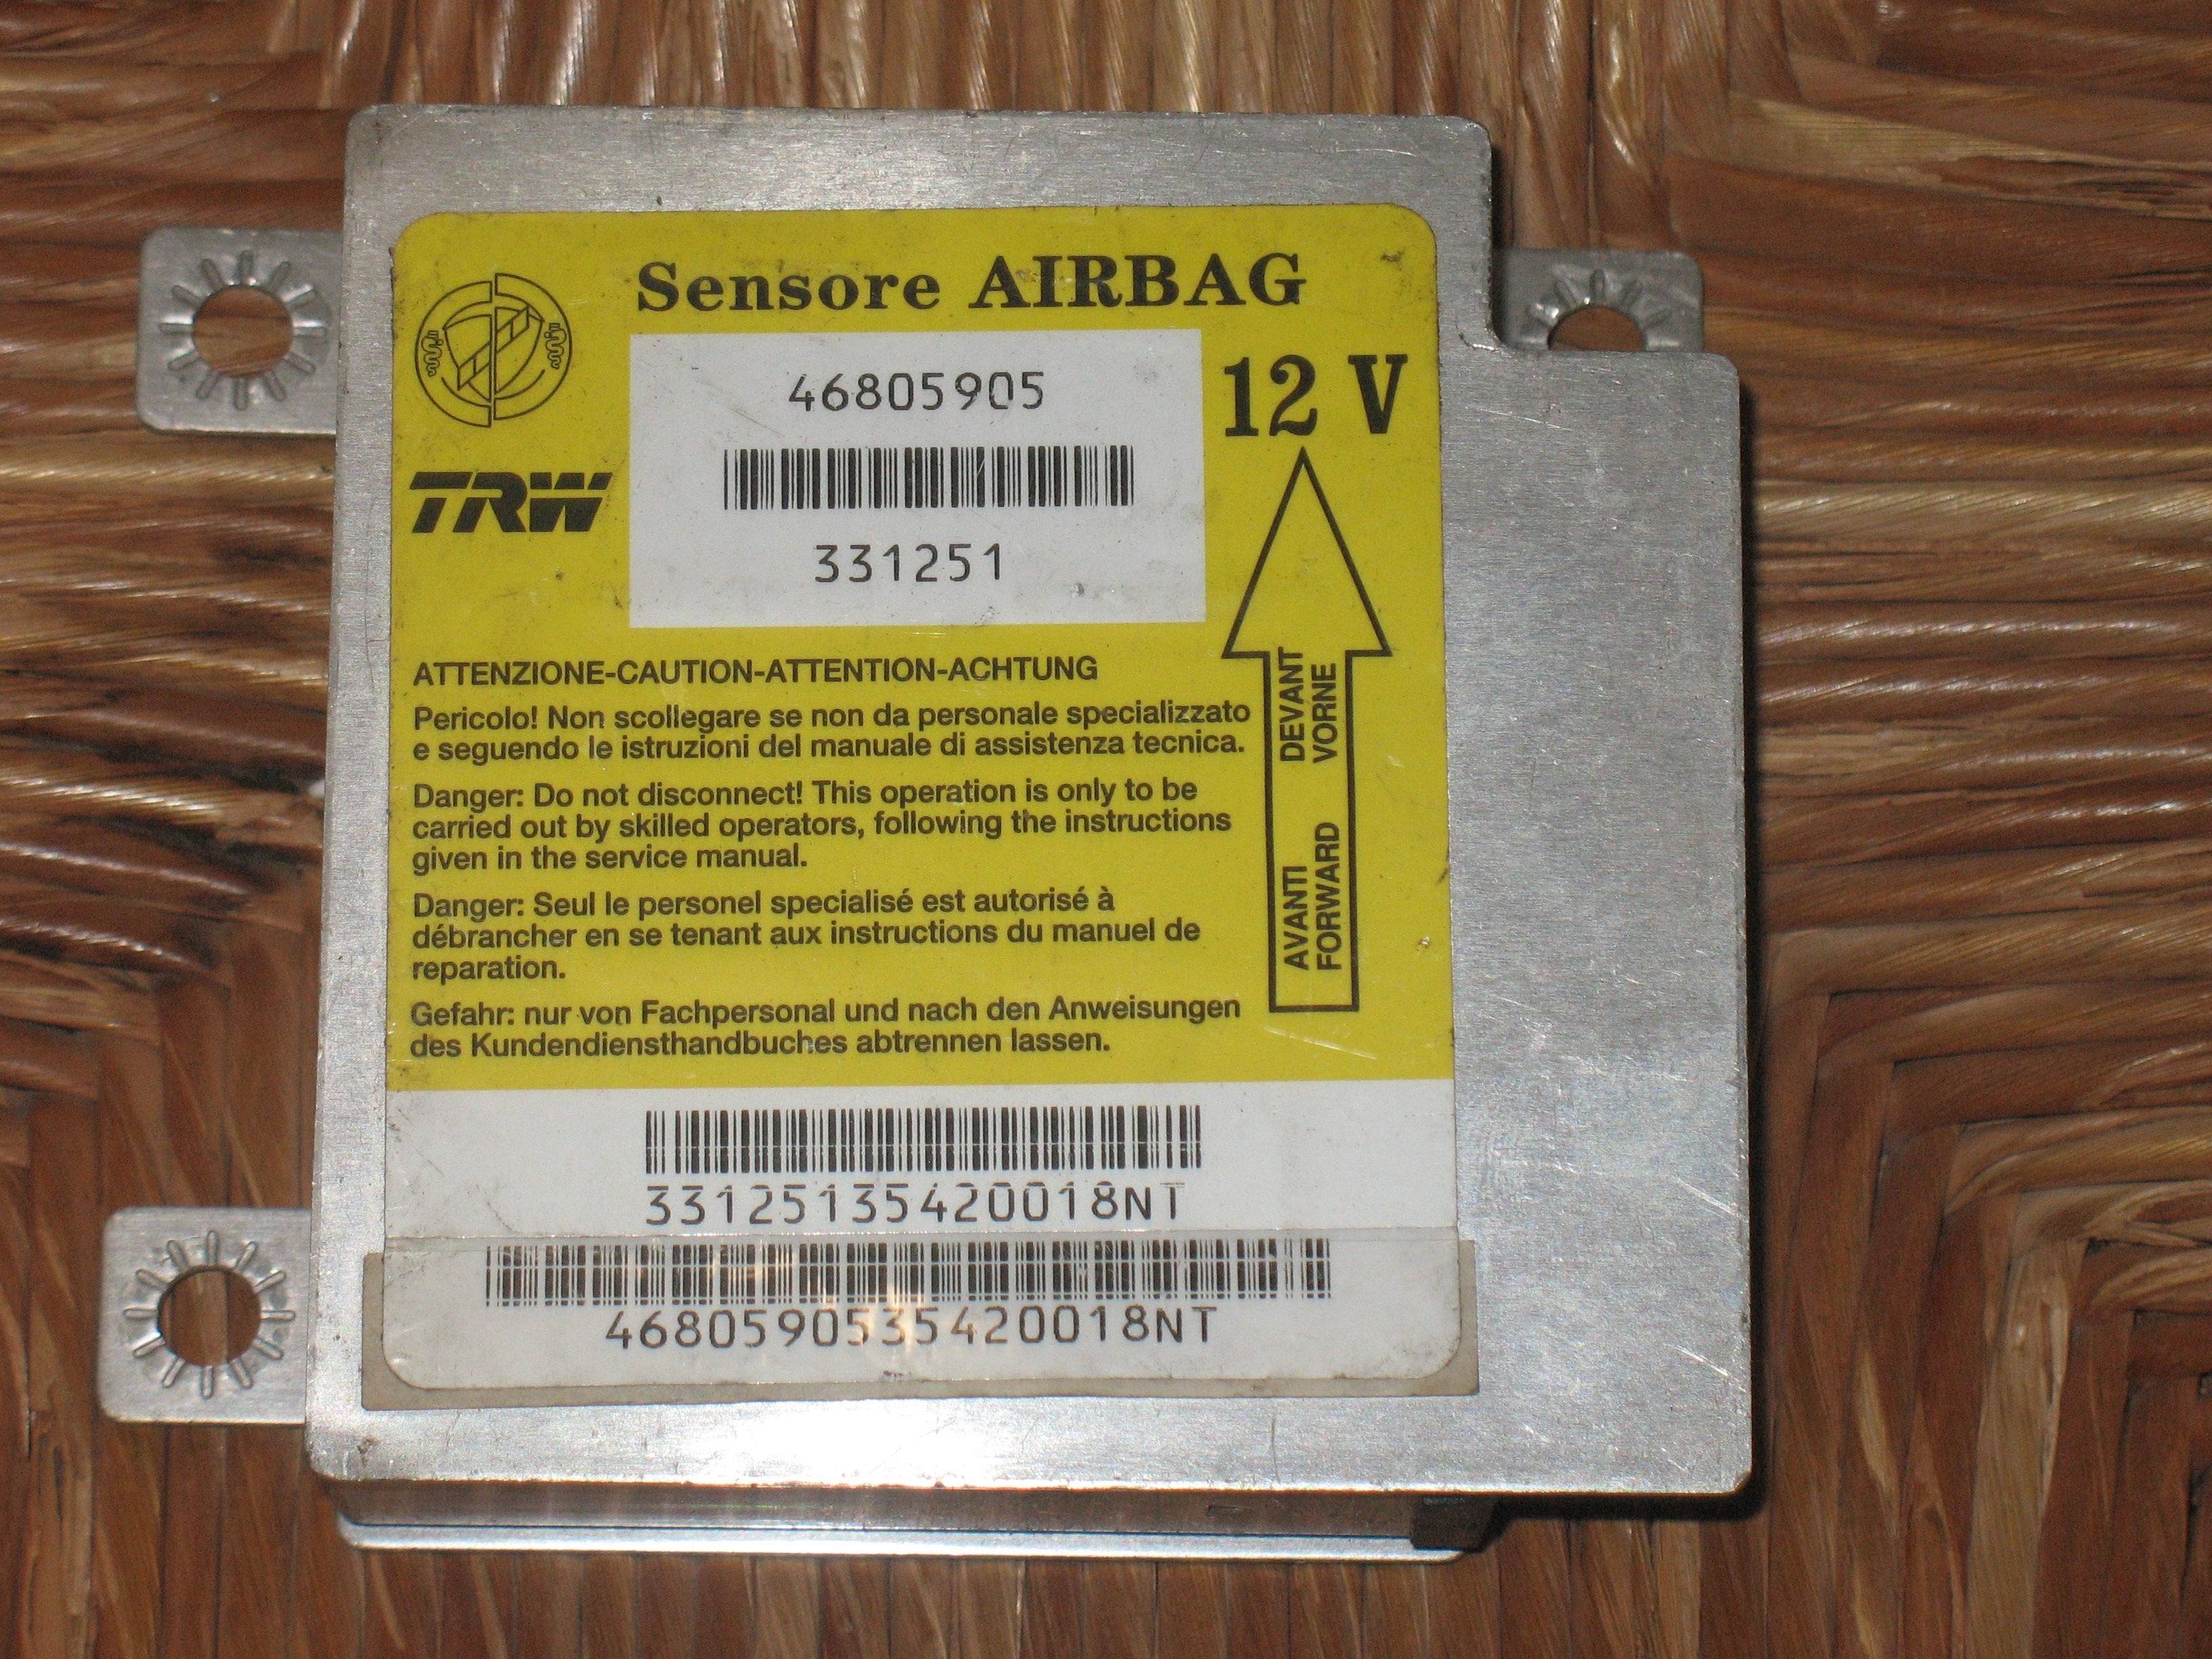 Sensore AIRBAG
46805905
12 V
TRW
331251
ATTENZIONE-CAUTION-ATTENTION-ACHTUNG
Pericolo! Non scollegare se non da personale specializzato
e seguendo le istruzioni del manuale di assistenza tecnica.
Danger: Do not disconnect! This operation is only to be
carried out by skilled operators, following the instructions
given in the service manual.
Danger: Seul le personel specialisé est autorisé à
débrancher en se tenant aux instructions du manuel de
reparation.
Gefahr: nur von Fachpersonal und nach den Anweisungen
des Kundendiensthandbuches abtrennen lassen.
AVANTI DEVANT
FORWARD VORNE
33125135420018NT
4680590535420018NT